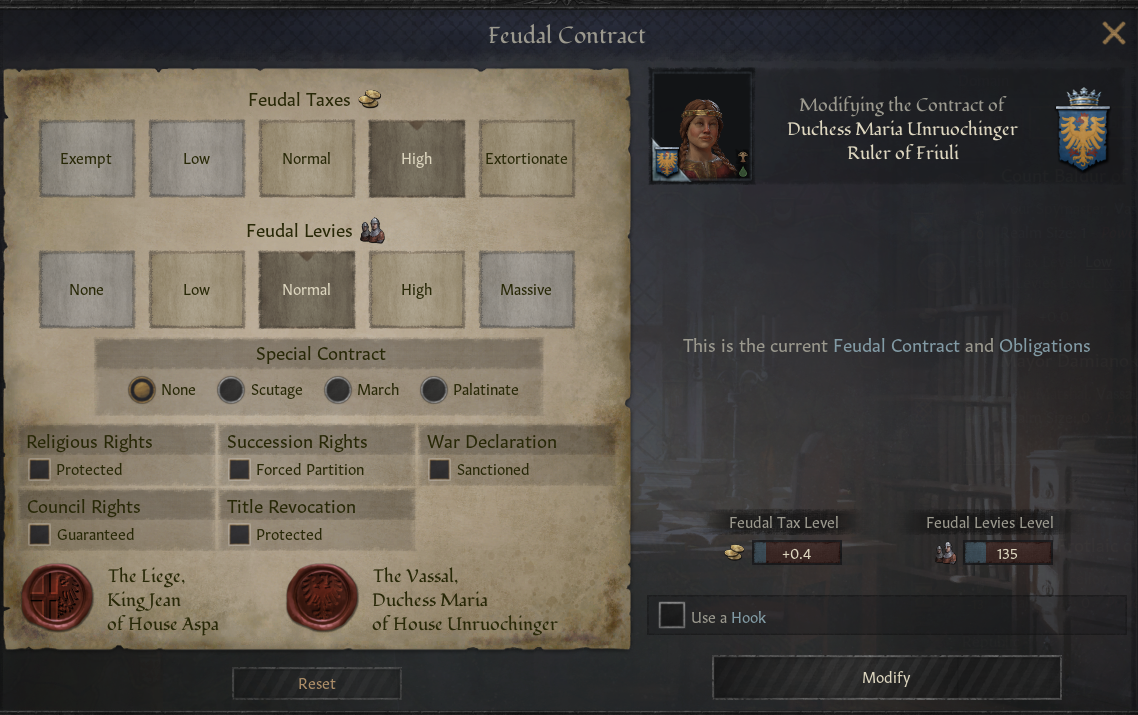 Feudal Contract
Feudal Taxes
Exempt
Low
Normal
High
Extortionate
Feudal Levies
None
Low
Normal
High
Massive
Special Contract
None
Scutage
March
Palatinate
Religious Rights
Protected
Succession Rights
Forced Partition
War Declaration
Sanctioned
Council Rights
Guaranteed
Title Revocation
Protected
The Liege,
King Jean
of House Aspa
The Vassal,
Duchess Maria
of House Unruochinger
Reset
Modifying the Contract of
Duchess Maria Unruochinger
Ruler of Friuli
This is the current Feudal Contract and Obligations
Feudal Tax Level
+0.4
Feudal Levies Level
135
Use a Hook
Modify